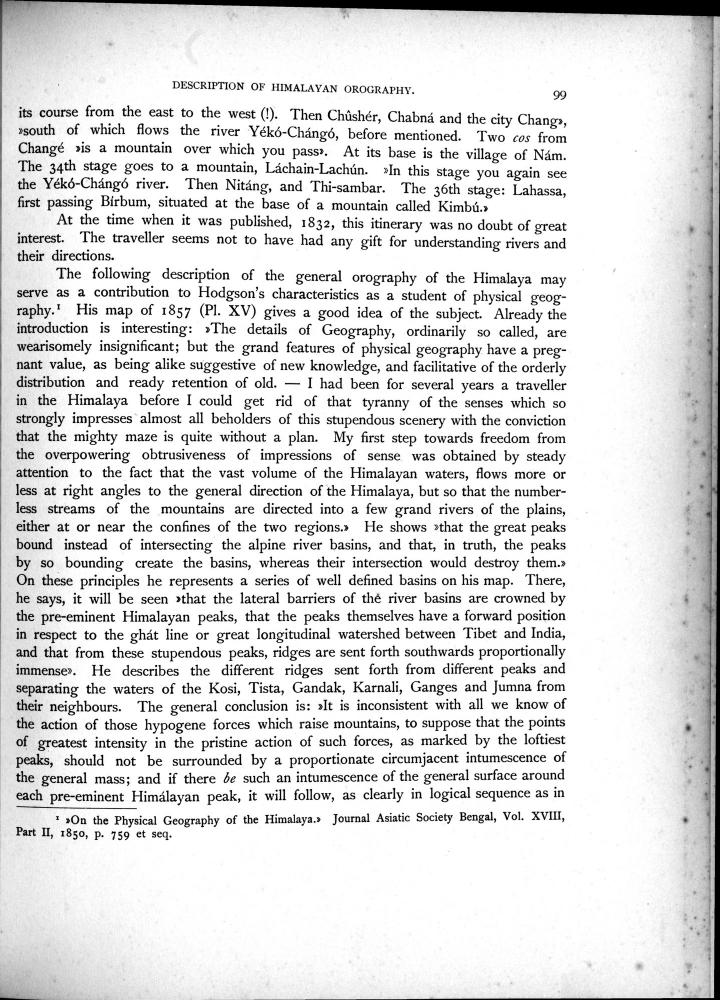 DESCRIPTION OF HIMALAYAN OROGRAPHY. 99
its course from the east to the west (!). Then Chûshér, Chabná and the city Chang»,
»south of which flows the river Yékó-Chángó, before mentioned. Two cos from
Changé »is a mountain over which you pass». At its base is the village of Nám.
The 34th stage goes to a mountain, Láchain-Lachún. »In this stage you again see
the Yékó-Chángó river. Then Nitáng, and Thi-sambar. The 36th stage: Lahassa,
first passing Bírbum, situated at the base of a mountain called Kimbú.»
At the time when it was published, 1832, this itinerary was no doubt of great
interest. The traveller seems not to have had any gift for understanding rivers and
their directions.
The following description of the general orography of the Himalaya may
serve as a contribution to Hodgson's characteristics as a student of physical geog-
raphy.¹ His map of 1857 (Pl. XV) gives a good idea of the subject. Already the
introduction is interesting: »The details of Geography, ordinarily so called, are
wearisomely insignificant; but the grand features of physical geography have a preg-
nant value, as being alike suggestive of new knowledge, and facilitative of the orderly
distribution and ready retention of old. — I had been for several years a traveller
in the Himalaya before I could get rid of that tyranny of the senses which so
strongly impresses almost all beholders of this stupendous scenery with the conviction
that the mighty maze is quite without a plan. My first step towards freedom from
the overpowering obtrusiveness of impressions of sense was obtained by steady
attention to the fact that the vast volume of the Himalayan waters, flows more or
less at right angles to the general direction of the Himalaya, but so that the number-
less streams of the mountains are directed into a few grand rivers of the plains,
either at or near the confines of the two regions.» He shows »that the great peaks
bound instead of intersecting the alpine river basins, and that, in truth, the peaks
by so bounding create the basins, whereas their intersection would destroy them.»
On these principles he represents a series of well defined basins on his map. There,
he says, it will be seen »that the lateral barriers of the river basins are crowned by
the pre-eminent Himalayan peaks, that the peaks themselves have a forward position
in respect to the ghát line or great longitudinal watershed between Tibet and India,
and that from these stupendous peaks, ridges are sent forth southwards proportionally
immense». He describes the different ridges sent forth from different peaks and
separating the waters of the Kosi, Tista, Gandak, Karnali, Ganges and Jumna from
their neighbours. The general conclusion is: »It is inconsistent with all we know of
the action of those hypogene forces which raise mountains, to suppose that the points
of greatest intensity in the pristine action of such forces, as marked by the loftiest
peaks, should not be surrounded by a proportionate circumjacent intumescence of
the general mass; and if there be such an intumescence of the general surface around
each pre-eminent Himálayan peak, it will follow, as clearly in logical sequence as in
¹ »On the Physical Geography of the Himalaya.» Journal Asiatic Society Bengal, Vol. XVIII,
Part II, 1850, p. 759 et seq.